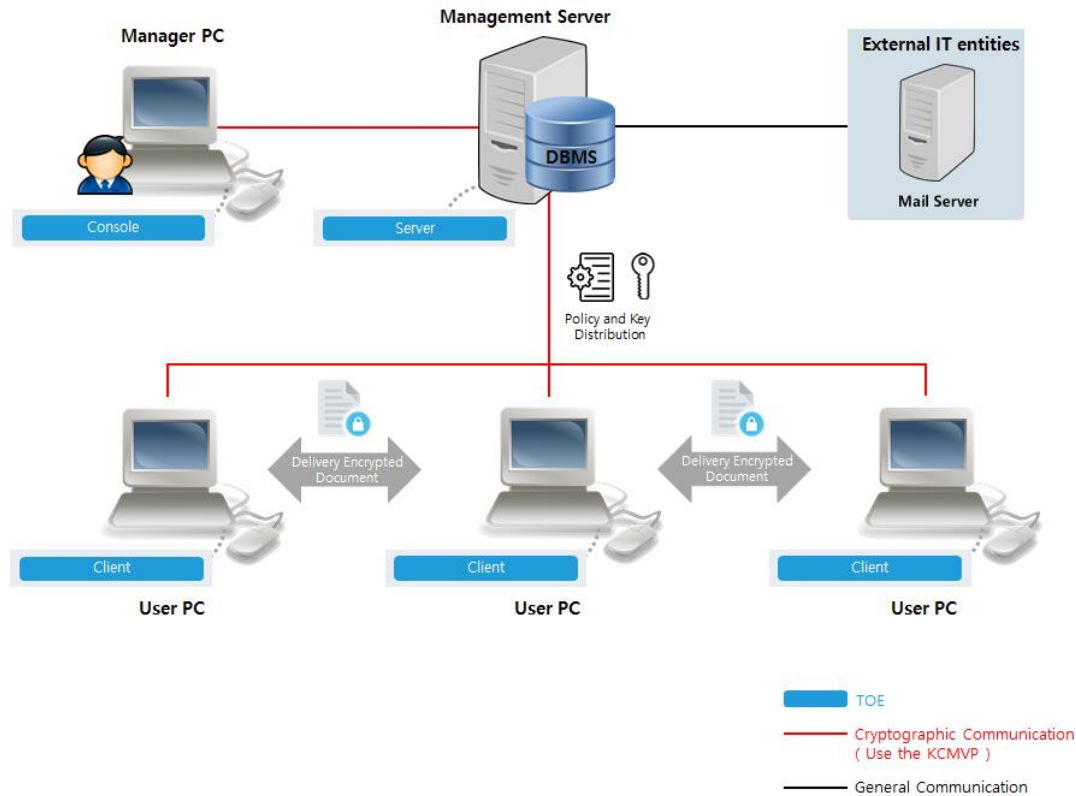 Management Server
Manager PC
External IT entities
DBMS
Mail Server
Console
Server
Policy and Key
Distribution
Delivery Encrypted
Document
Delivery Encrypted
Document
Client
Client
Client
User PC
User PC
User PC
TOE
Cryptographic Communication
( Use the KCMVP )
General Communication